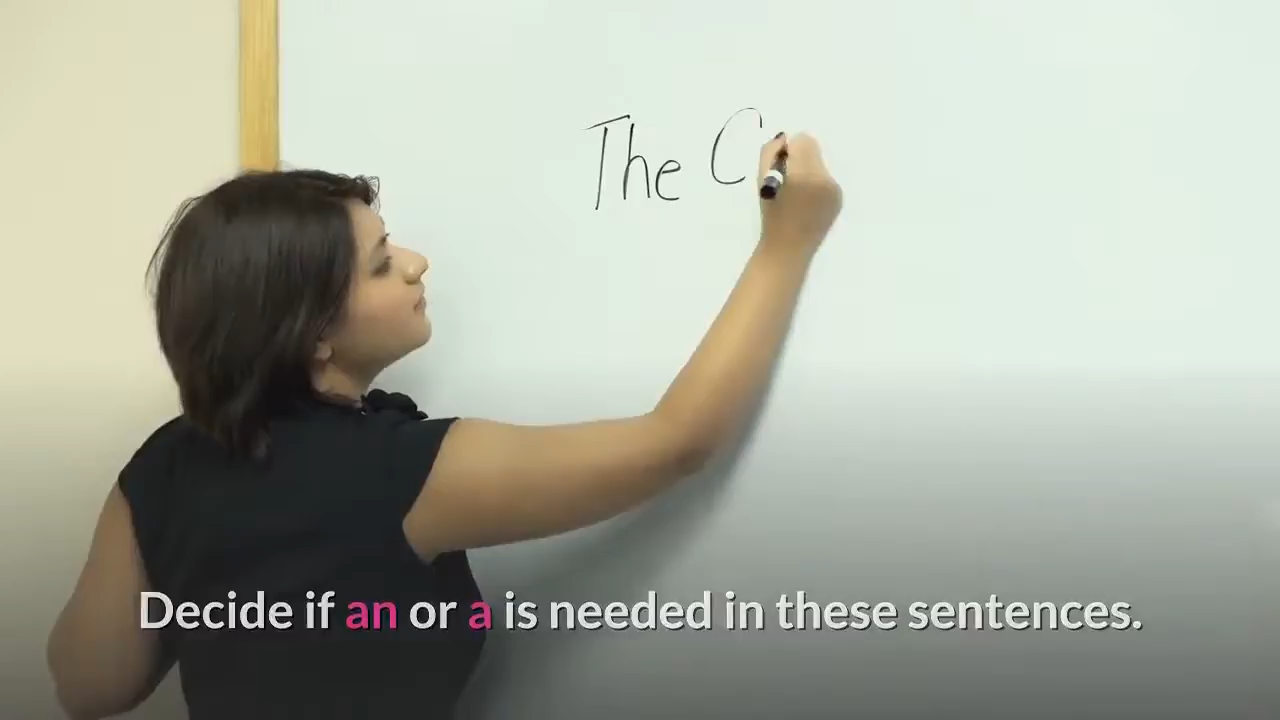 The C
Decide if an or a is needed in these sentences.